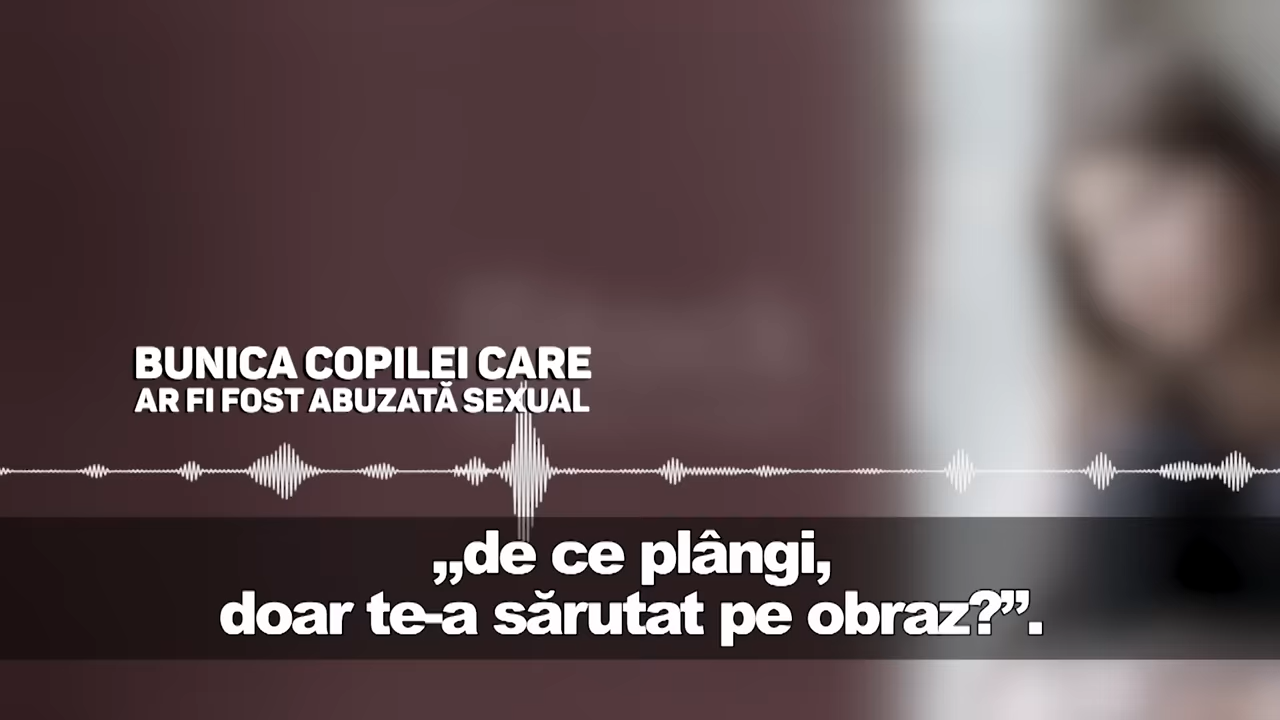 BUNICA COPILEI CARE
AR FI FOST ABUZATĂ SEXUAL
„de ce plângi,
doar te-a sărutat pe obraz?”.